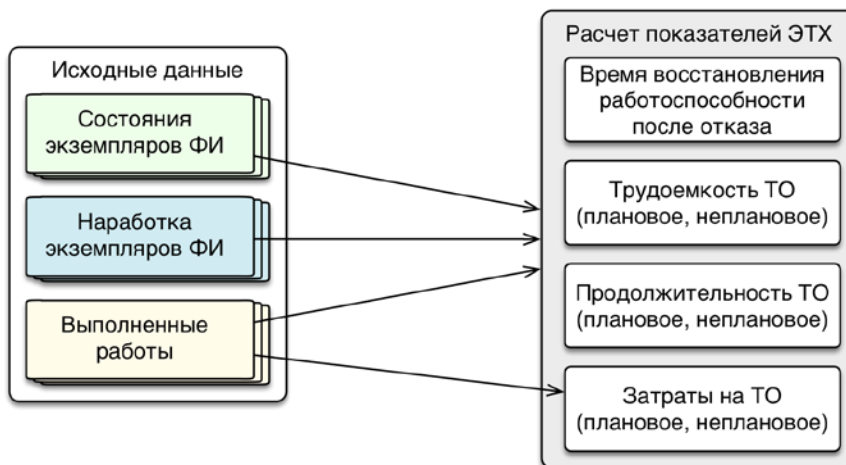 Исходные данные
Состояния
экземпляров ФИ
Наработка
экземпляров ФИ
Выполненные
работы
Расчет показателей ЭТХ
Время восстановления
работоспособности
после отказа
Трудоемкость ТО
(плановое, неплановое)
Продолжительность ТО
(плановое, неплановое)
Затраты на ТО
(плановое, неплановое)